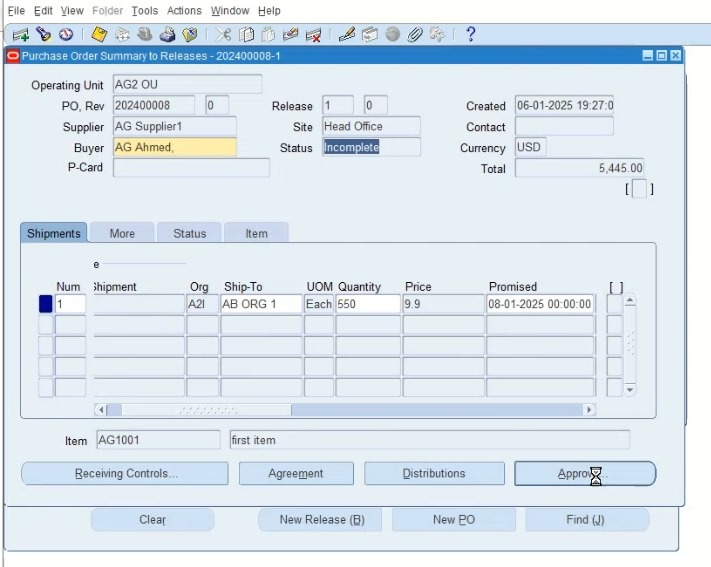 File Edit View Folder Tools Actions Window Help
?
Purchase Order Summary to Releases - 202400008-1
Operating Unit AG2 OU
PO, Rev 202400008 0 Release 1 0 Created 06-01-2025 19:27:0
Supplier AG Supplier1 Site Head Office Contact
Buyer AG Ahmed, Status Incomplete Currency USD
P-Card Total 5,445.00
[ ]
Shipments More Status Item
e
Num Shipment Org Ship-To UOM Quantity Price Promised [ ]
1 A2I AB ORG 1 Each 550 9.9 08-01-2025 00:00:00
Item AG1001 first item
Receiving Controls... Agreement Distributions
Clear New Release (B) New PO Find (J)